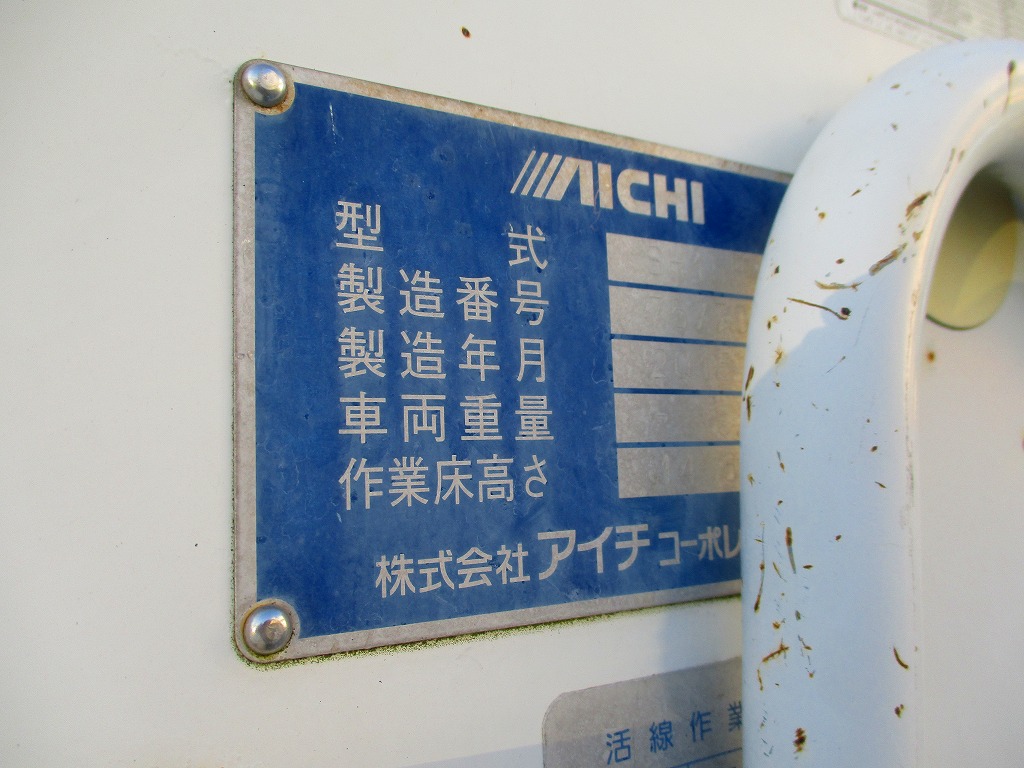 AICHI
型式
製造番号
製造年月
車両重量
作業床高さ
株式会社アイチコーポレ
活線作業